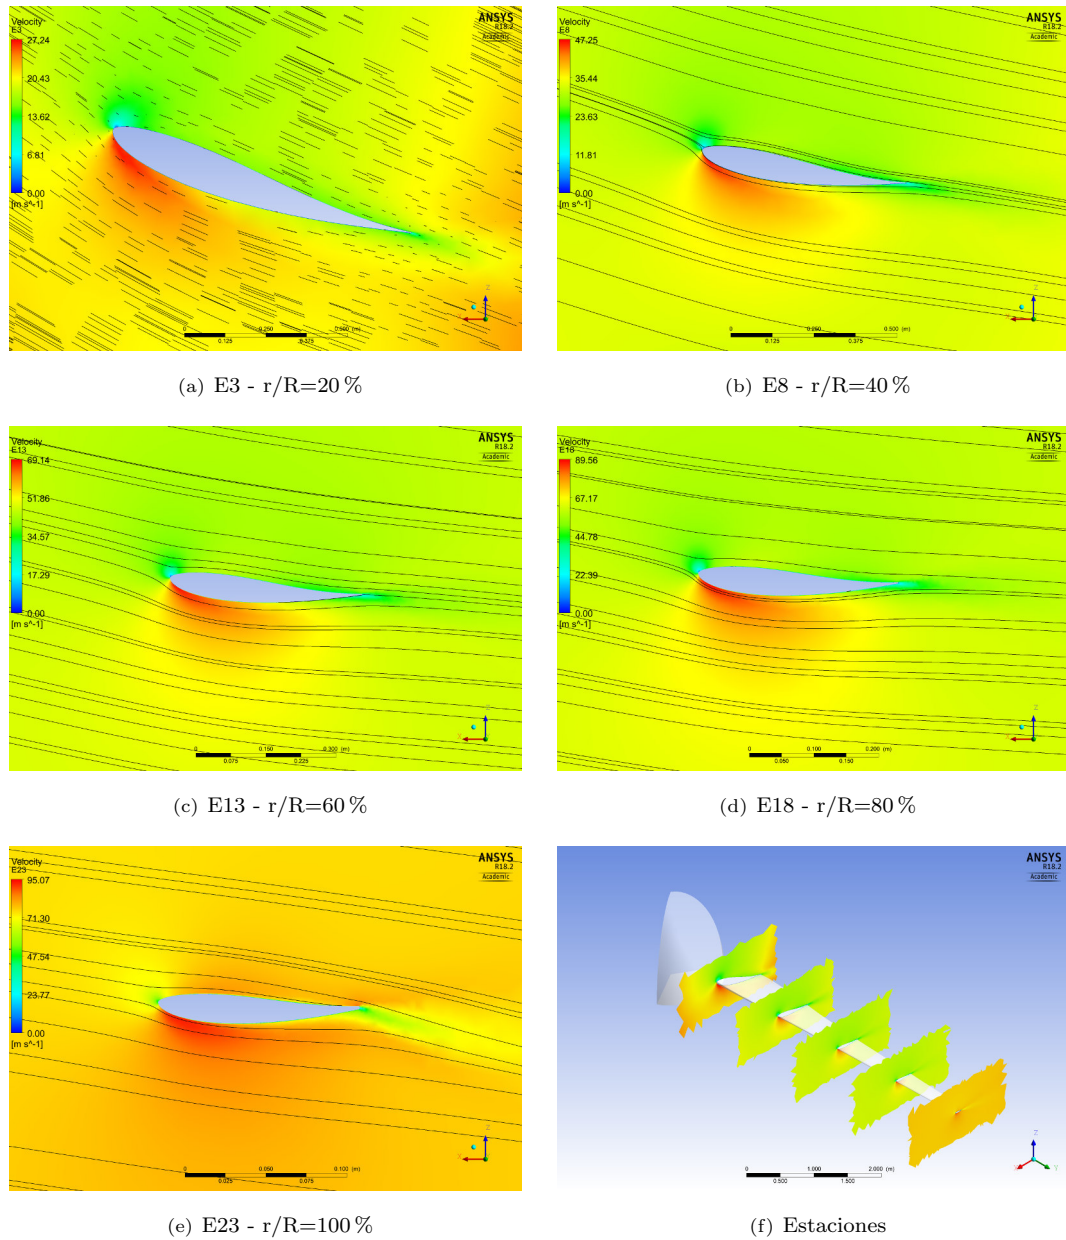 Velocity
E3
27.24
20.43
13.62
6.81
0.00
[m s^-1]
ANSYS
R18.2
Academic
Z
X
0 0.250 0.500 (m)
0.125 0.375
(a) E3 - r/R=20 %
Velocity
E8
47.25
35.44
23.63
11.81
0.00
[m s^-1]
ANSYS
R18.2
Academic
Z
X
0 0.250 0.500 (m)
0.125 0.375
(b) E8 - r/R=40 %
Velocity
E13
69.14
51.86
34.57
17.29
0.00
[m s^-1]
ANSYS
R18.2
Academic
Z
X
0 0.150 0.300 (m)
0.075 0.225
(c) E13 - r/R=60 %
Velocity
E18
89.56
67.17
44.78
22.39
0.00
[m s^-1]
ANSYS
R18.2
Academic
Z
X
0 0.100 0.200 (m)
0.050 0.150
(d) E18 - r/R=80 %
Velocity
E23
95.07
71.30
47.54
23.77
0.00
[m s^-1]
ANSYS
R18.2
Academic
Z
X
0 0.050 0.100 (m)
0.025 0.075
(e) E23 - r/R=100 %
ANSYS
R18.2
Academic
Z
X Y
0 1.000 2.000 (m)
0.500 1.500
(f) Estaciones